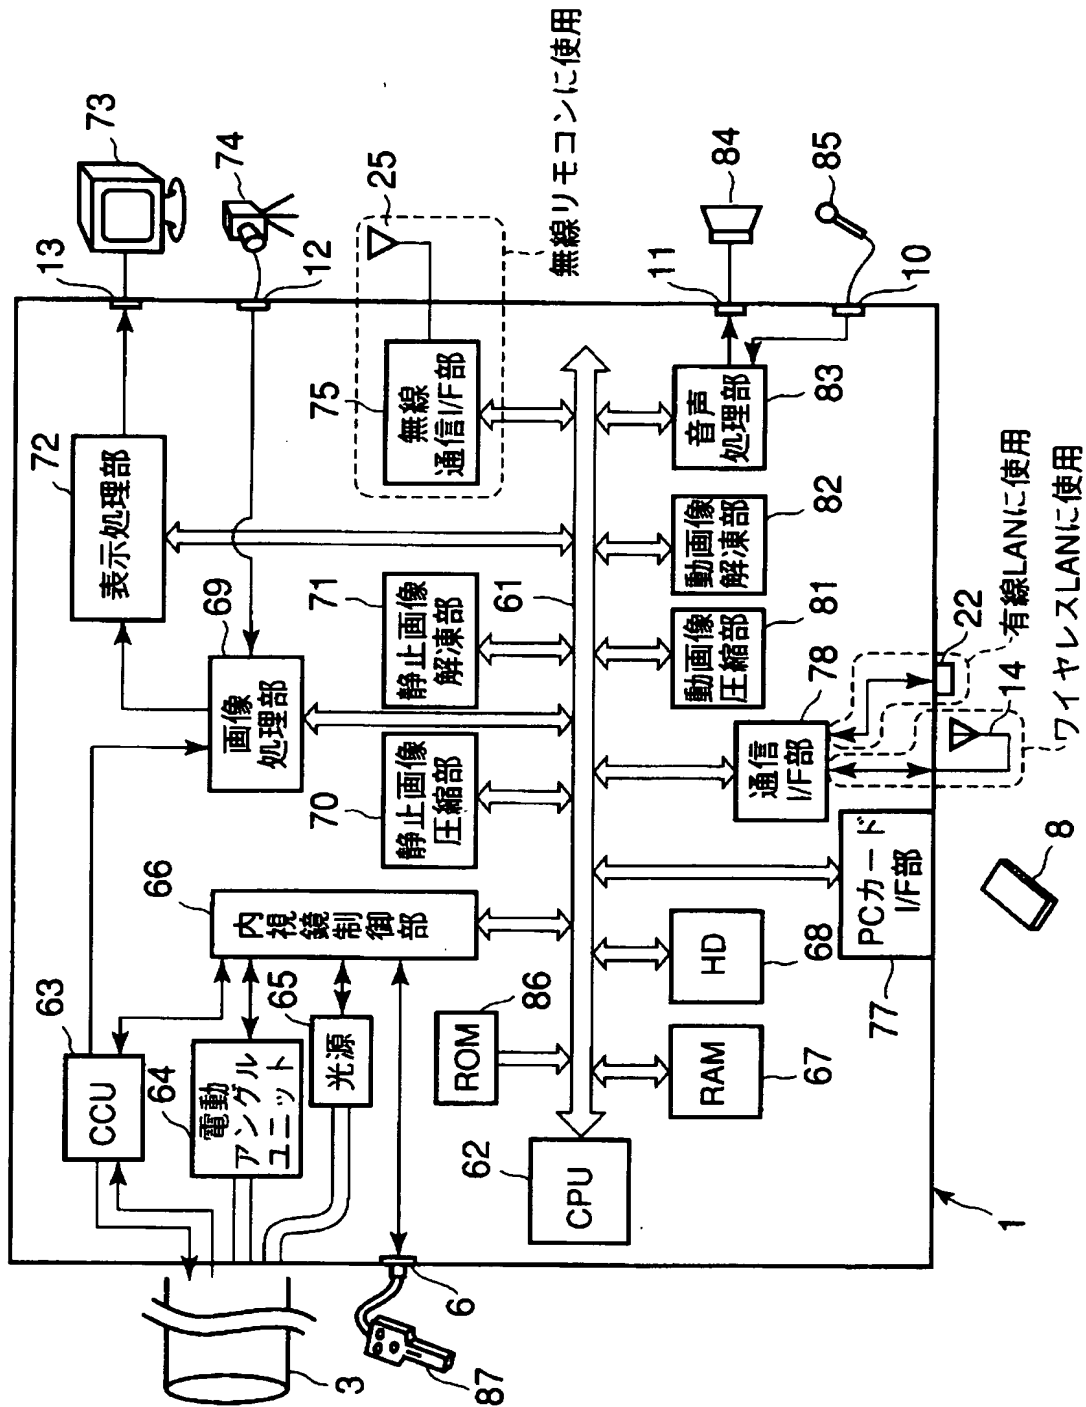 73
74
13
12
72
表示処理部
75
無線
通信I/F部
25
無線リモコンに使用
69
画像
処理部
71
静止画像
解凍部
70
静止画像
圧縮部
61
66
内視鏡制御部
63
CCU
64
電動
アングル
ユニット
65
光源
86
ROM
62
CPU
3
87
6
11
84
85
10
83
音声
処理部
82
動画像
解凍部
81
動画像
圧縮部
78
通信
I/F部
22
有線LANに使用
14
ワイヤレスLANに使用
8
PCカード
I/F部
77
68
HD
67
RAM
1